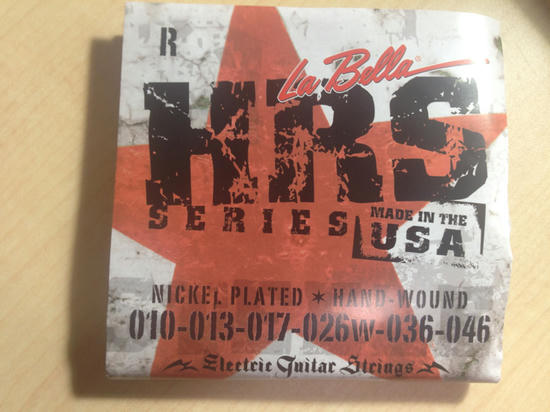 R
La Bella
HRS
SERIES
MADE IN THE
USA
NICKEL PLATED * HAND-WOUND
010-013-017-026W-036-046
Electric Guitar Strings